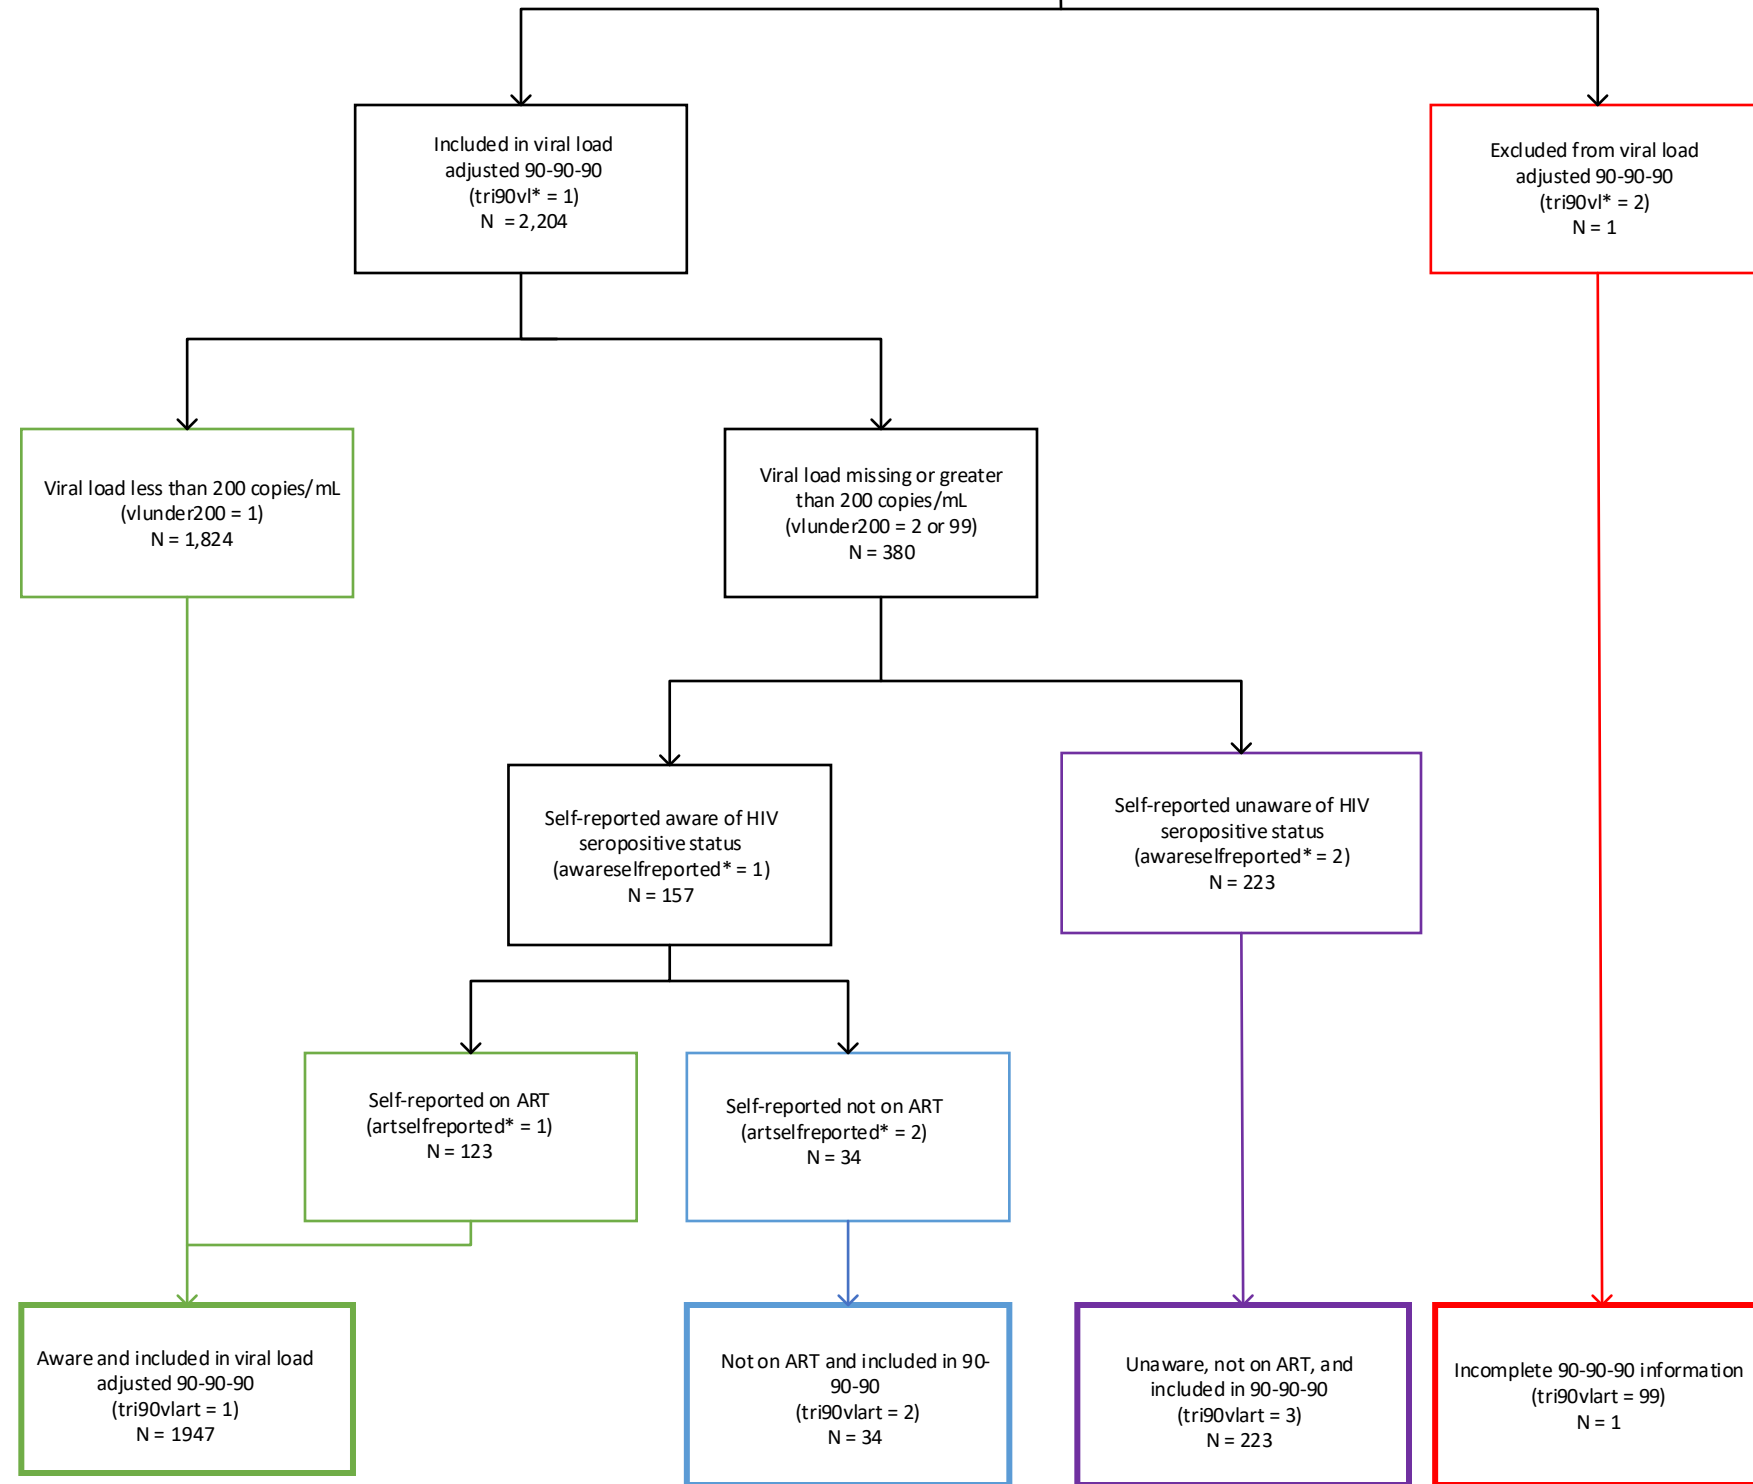 Included in viral load
adjusted 90-90-90
(tri90vl* = 1)
N = 2,204
Excluded from viral load
adjusted 90-90-90
(tri90vl* = 2)
N = 1
Viral load less than 200 copies/mL
(vlunder200 = 1)
N = 1,824
Viral load missing or greater
than 200 copies/mL
(vlunder200 = 2 or 99)
N = 380
Self-reported aware of HIV
seropositive status
(awareselfreported* = 1)
N = 157
Self-reported unaware of HIV
seropositive status
(awareselfreported* = 2)
N = 223
Self-reported on ART
(artselfreported* = 1)
N = 123
Self-reported not on ART
(artselfreported* = 2)
N = 34
Aware and included in viral load
adjusted 90-90-90
(tri90vlart = 1)
N = 1947
Not on ART and included in 90-
90-90
(tri90vlart = 2)
N = 34
Unaware, not on ART, and
included in 90-90-90
(tri90vlart = 3)
N = 223
Incomplete 90-90-90 information
(tri90vlart = 99)
N = 1